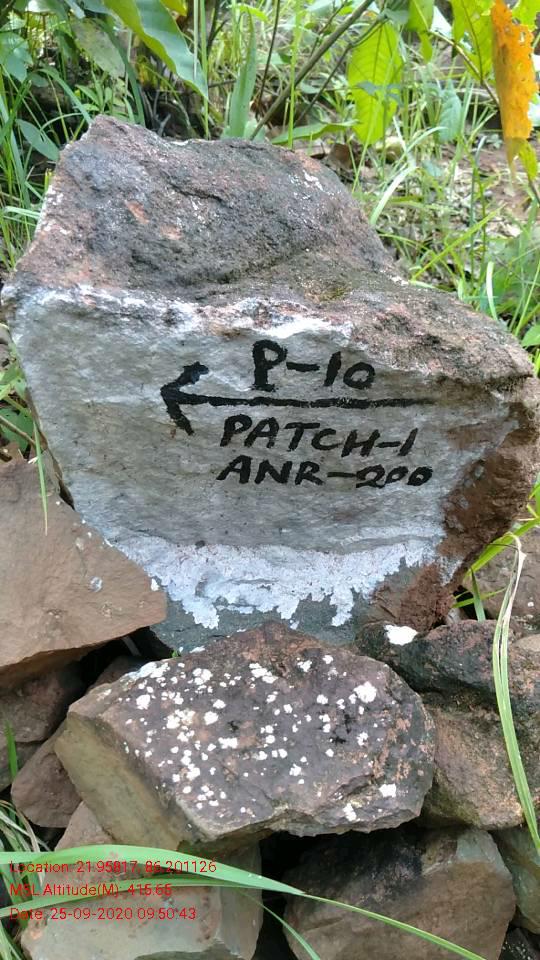 P-10
PATCH-1
ANR-200
Location: 21.95817, 86.201126
MSL Altitude(M): 415.65
Date: 25-09-2020 09:50:43